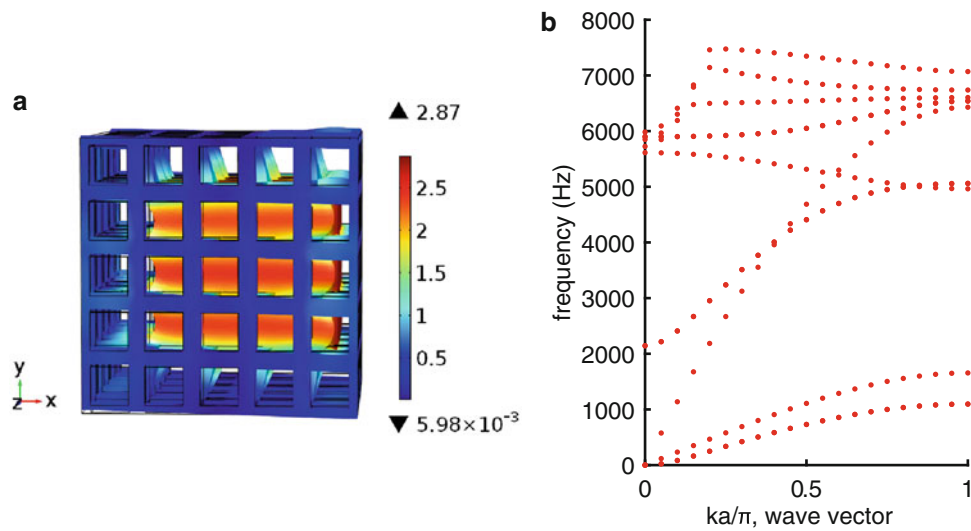 a
▲ 2.87
2.5
2
1.5
1
0.5
▼ 5.98×10⁻³
y
z x
b
8000
7000
6000
5000
4000
3000
2000
1000
0
frequency (Hz)
0 0.5 1
ka/π, wave vector